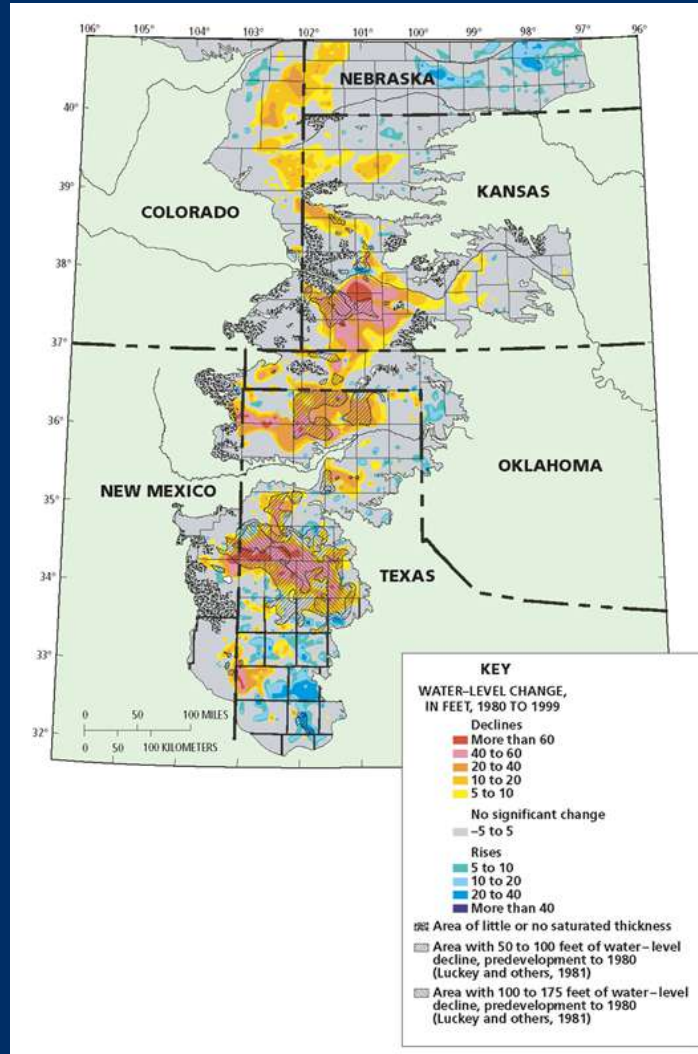 106° 105° 104° 103° 102° 101° 100° 99° 98° 97° 96°
NEBRASKA
40°
39°
COLORADO
KANSAS
38°
37°
36°
OKLAHOMA
NEW MEXICO
35°
TEXAS
34°
33°
0 50 100 MILES
0 50 100 KILOMETERS
32°
KEY
WATER–LEVEL CHANGE,
IN FEET, 1980 TO 1999
Declines
More than 60
40 to 60
20 to 40
10 to 20
5 to 10
No significant change
–5 to 5
Rises
5 to 10
10 to 20
20 to 40
More than 40
Area of little or no saturated thickness
Area with 50 to 100 feet of water–level
decline, predevelopment to 1980
(Luckey and others, 1981)
Area with 100 to 175 feet of water–level
decline, predevelopment to 1980
(Luckey and others, 1981)